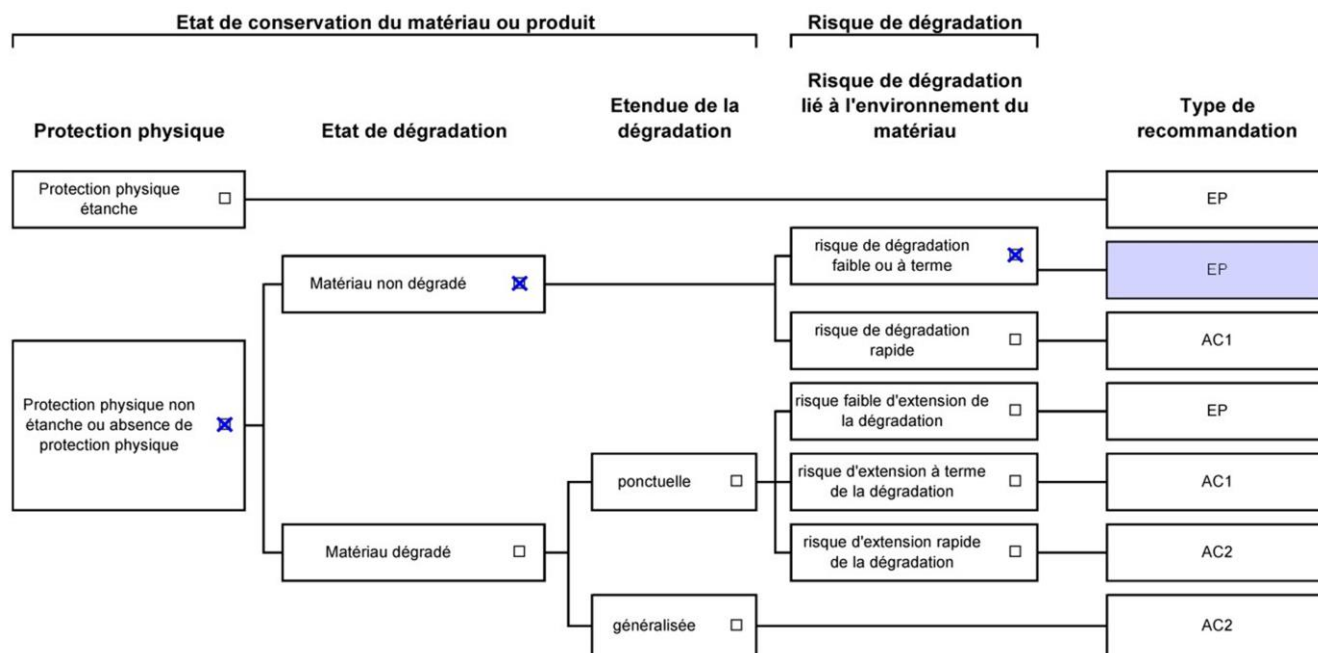 Etat de conservation du matériau ou produit
Risque de dégradation
Protection physique
Etat de dégradation
Etendue de la
dégradation
Risque de dégradation
lié à l'environnement du
matériau
Type de
recommandation
Protection physique
étanche
EP
risque de dégradation
faible ou à terme
EP
Matériau non dégradé
risque de dégradation
rapide
AC1
Protection physique non
étanche ou absence de
protection physique
risque faible d'extension de
la dégradation
EP
ponctuelle
risque d'extension à terme
de la dégradation
AC1
Matériau dégradé
risque d'extension rapide
de la dégradation
AC2
généralisée
AC2